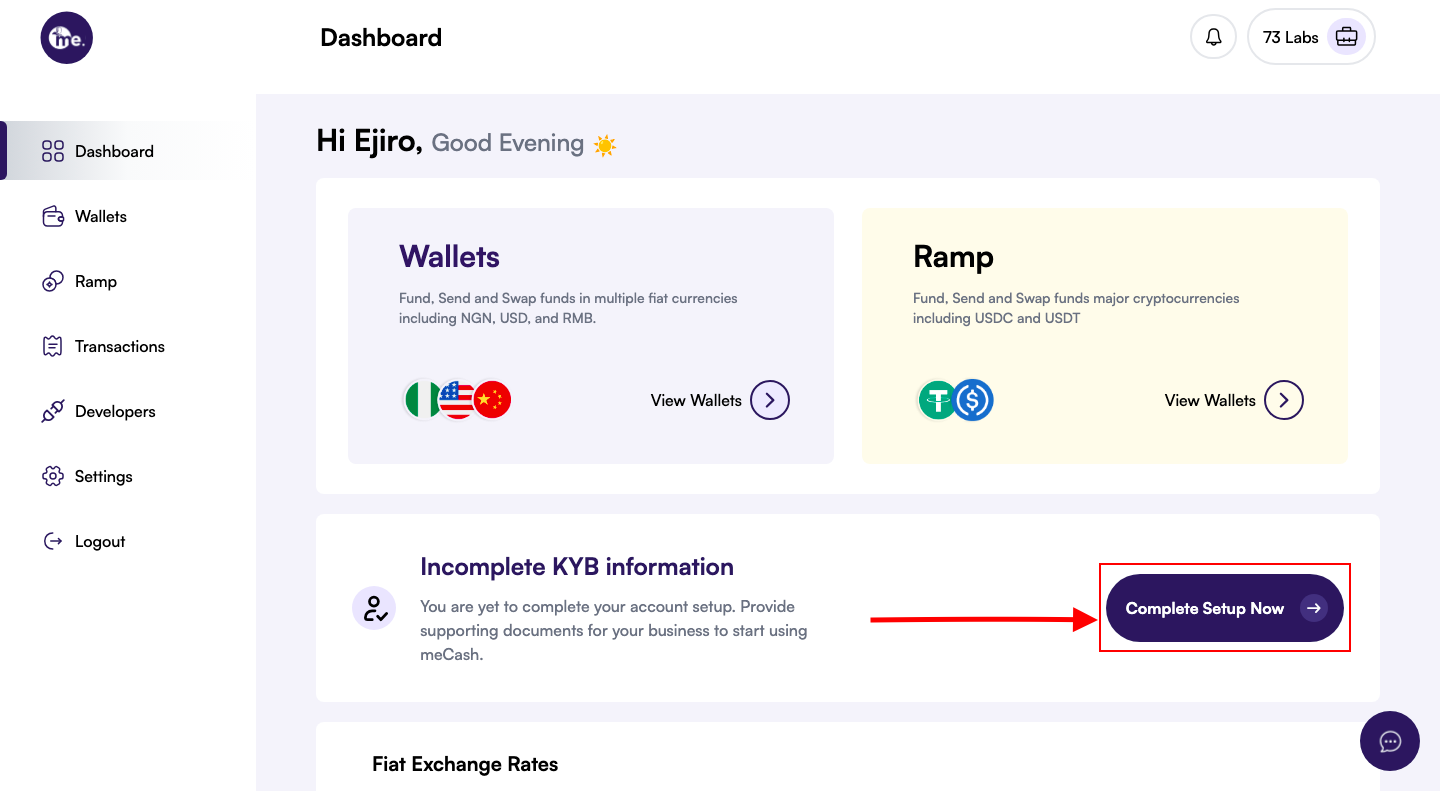 me.
Dashboard
73 Labs
Dashboard
Wallets
Ramp
Transactions
Developers
Settings
Logout
Hi Ejiro, Good Evening ☀️
Wallets
Fund, Send and Swap funds in multiple fiat currencies
including NGN, USD, and RMB.
View Wallets
Ramp
Fund, Send and Swap funds major cryptocurrencies
including USDC and USDT
View Wallets
Incomplete KYB information
You are yet to complete your account setup. Provide
supporting documents for your business to start using
meCash.
Complete Setup Now
Fiat Exchange Rates